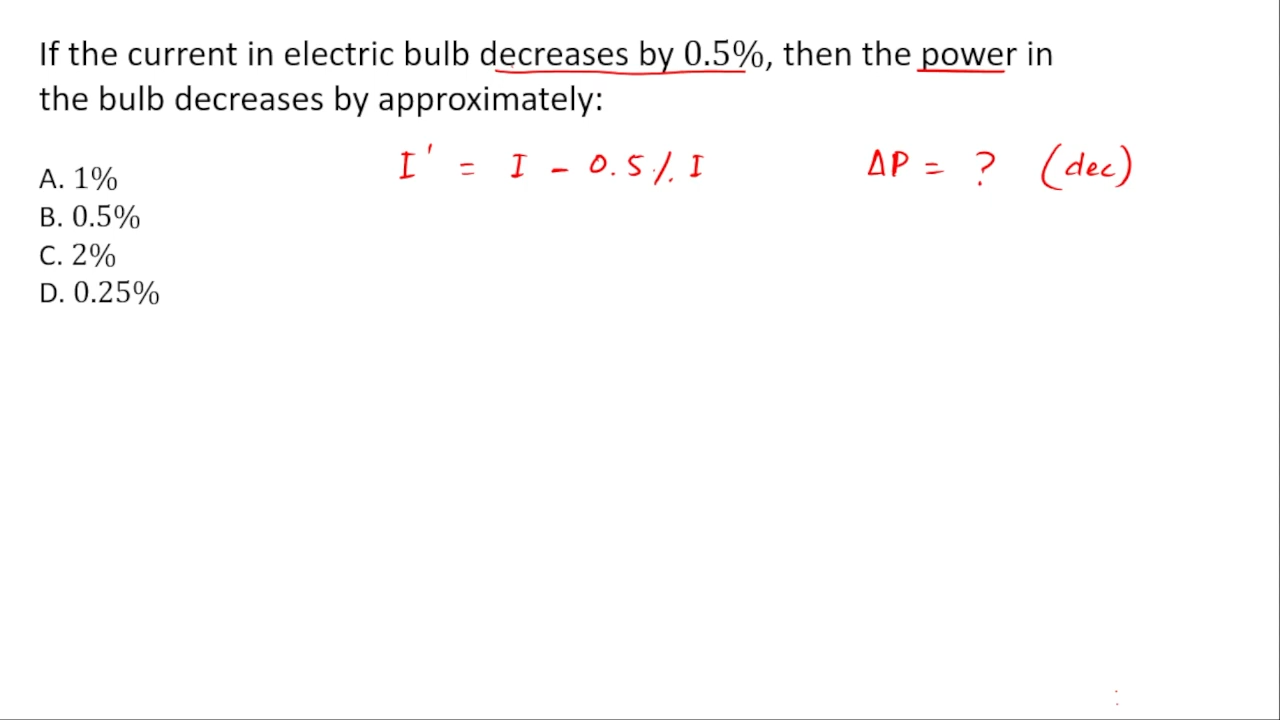 If the current in electric bulb decreases by 0.5%, then the power in
the bulb decreases by approximately:
I' = I - 0.5% I ΔP = ? (dec)
A. 1%
B. 0.5%
C. 2%
D. 0.25%